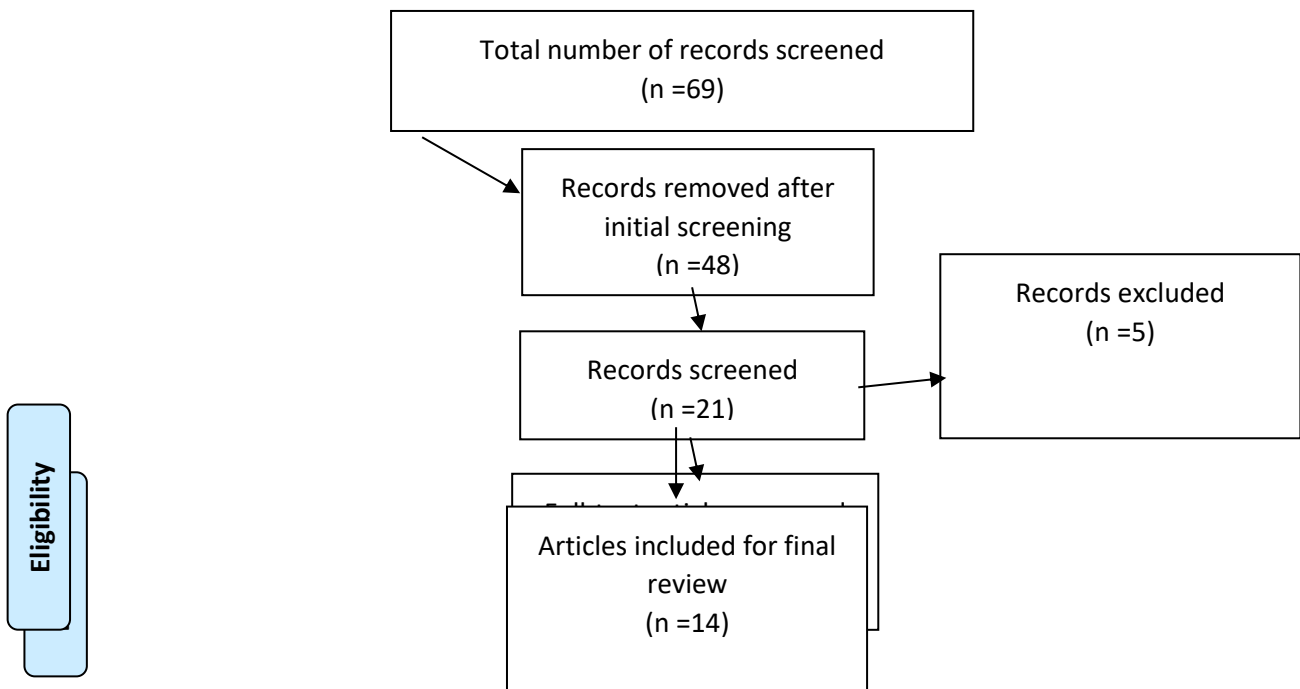 Total number of records screened
(n =69)
Records removed after
initial screening
(n =48)
Records excluded
(n =5)
Records screened
(n =21)
Eligibility
Articles included for final
review
(n =14)